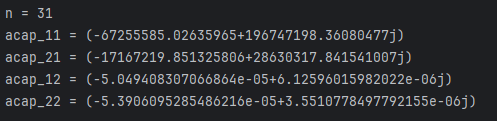 n = 31
acap_11 = (-67255585.02635965+196747198.36080477j)
acap_21 = (-17167219.851325806+28630317.841541007j)
acap_12 = (-5.049408307066864e-05+6.12596015982022e-06j)
acap_22 = (-5.3906095285486216e-05+3.5510778497792155e-06j)